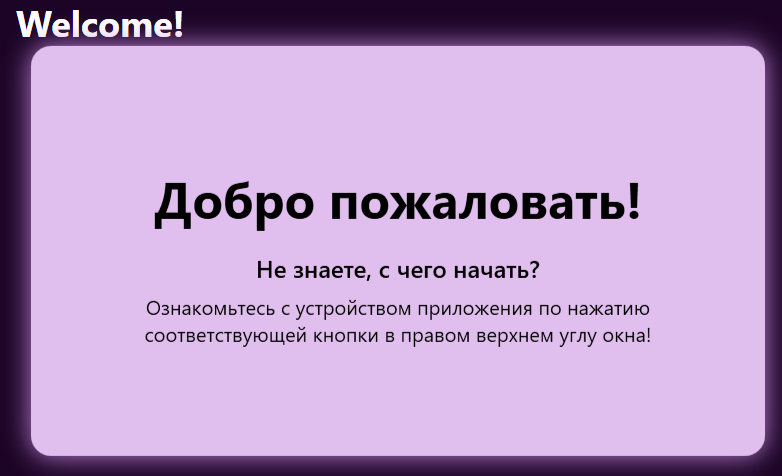 Welcome!
Добро пожаловать!
Не знаете, с чего начать?
Ознакомьтесь с устройством приложения по нажатию
соответствующей кнопки в правом верхнем углу окна!